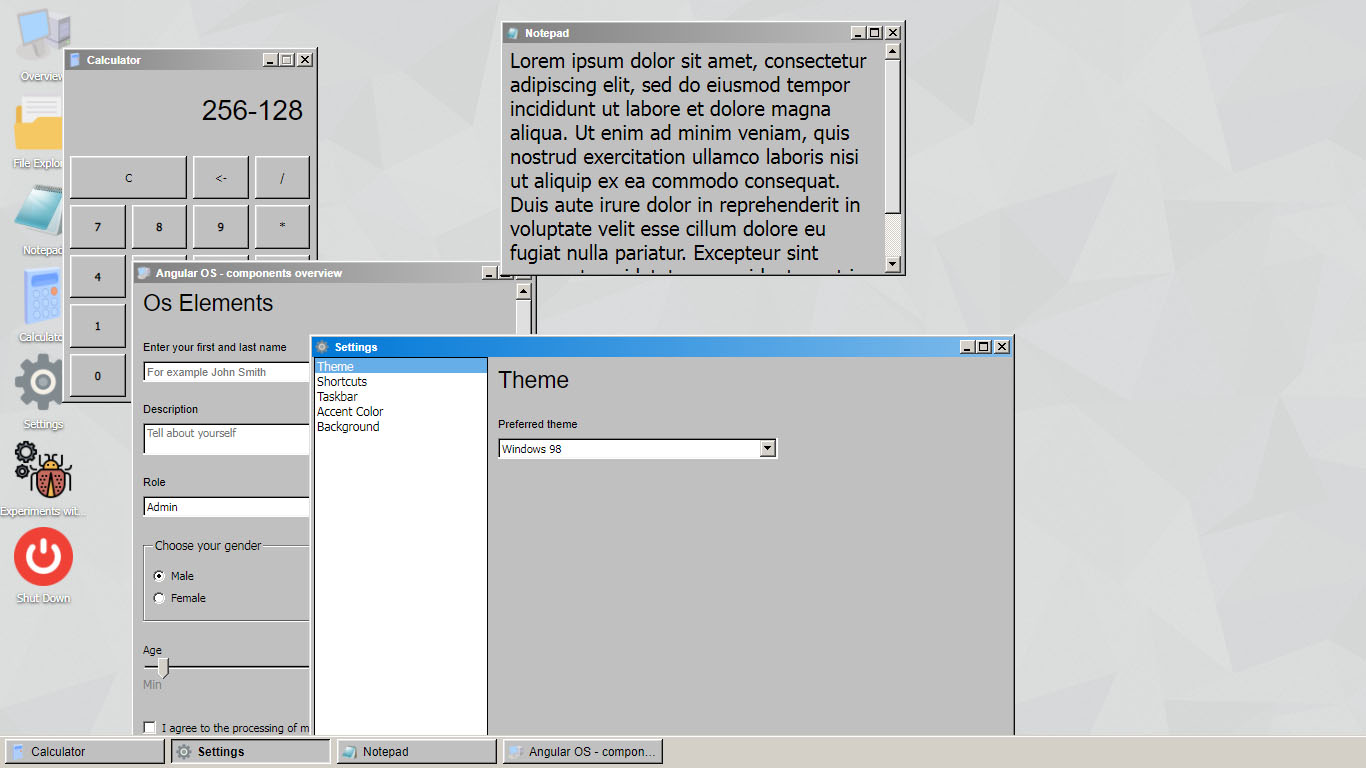 Overview
File Explor
Notepad
Calculato
Settings
Experiments wit...
Shut Down
Calculator
256-128
C
<-
/
7
8
9
*
4
1
0
Notepad
Lorem ipsum dolor sit amet, consectetur
adipiscing elit, sed do eiusmod tempor
incididunt ut labore et dolore magna
aliqua. Ut enim ad minim veniam, quis
nostrud exercitation ullamco laboris nisi
ut aliquip ex ea commodo consequat.
Duis aute irure dolor in reprehenderit in
voluptate velit esse cillum dolore eu
fugiat nulla pariatur. Excepteur sint
Angular OS - components overview
Os Elements
Enter your first and last name
For example John Smith
Description
Tell about yourself
Role
Admin
Choose your gender
Male
Female
Age
Min
I agree to the processing of m
Settings
Theme
Shortcuts
Taskbar
Accent Color
Background
Theme
Preferred theme
Windows 98
Calculator
Settings
Notepad
Angular OS - compon...